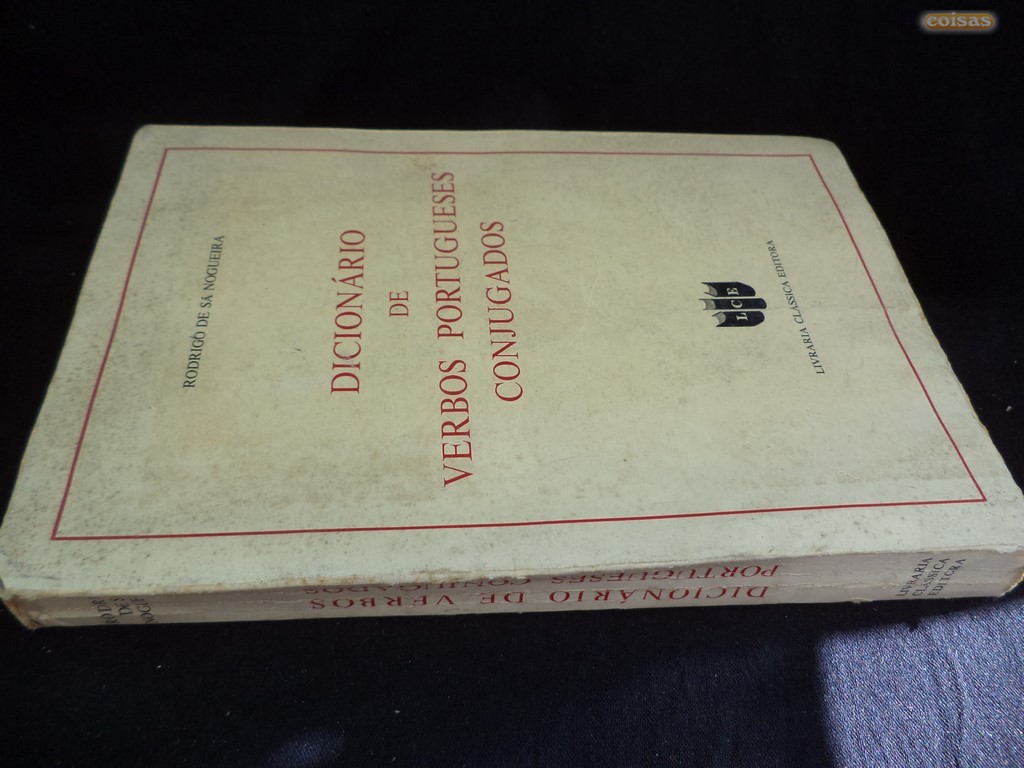 coisas
RODRIGO DE SÁ NOGUEIRA
DICIONÁRIO
DE
VERBOS PORTUGUESES
CONJUGADOS
L C E
LIVRARIA CLÁSSICA EDITORA
DICIONÁRIO DE VERBOS
PORTUGUESES CONJUGADOS
LIVRARIA
CLÁSSICA
EDITORA